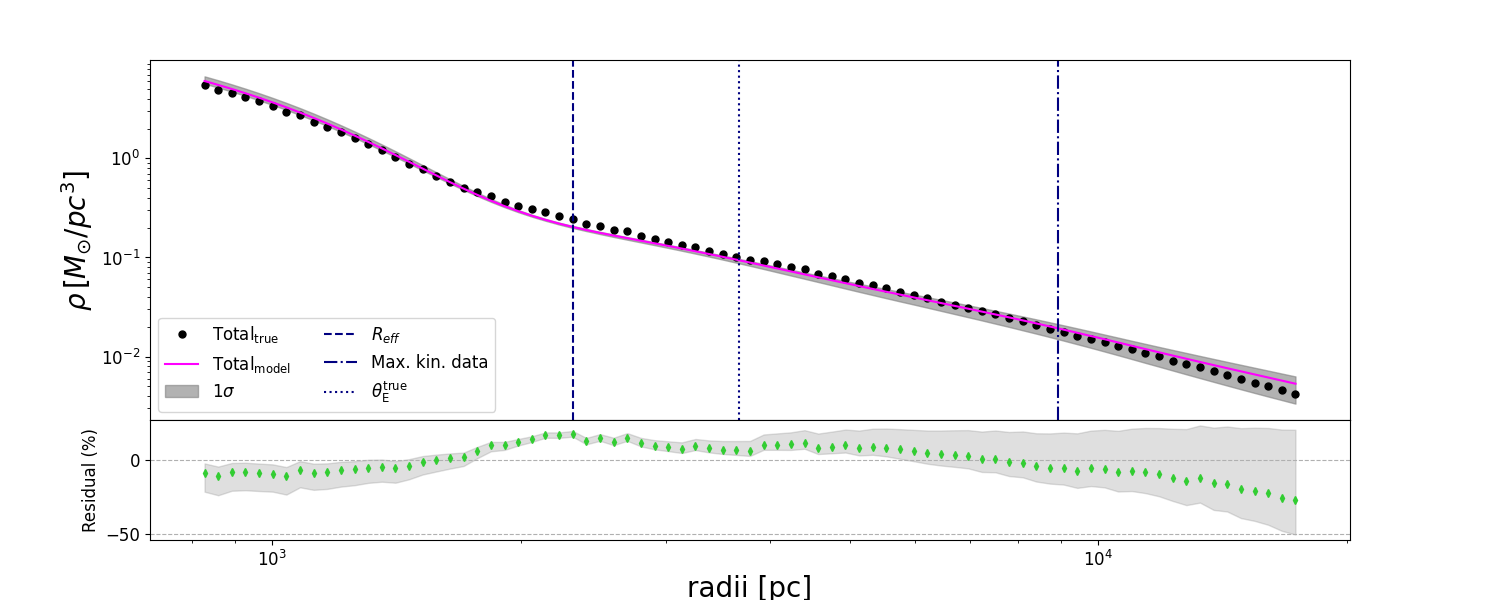 10⁰
10⁻¹
10⁻²
ρ [M⊙/pc³]
Total_true
Total_model
1σ
R_eff
Max. kin. data
θ_E^true
0
−50
Residual (%)
10³
10⁴
radii [pc]